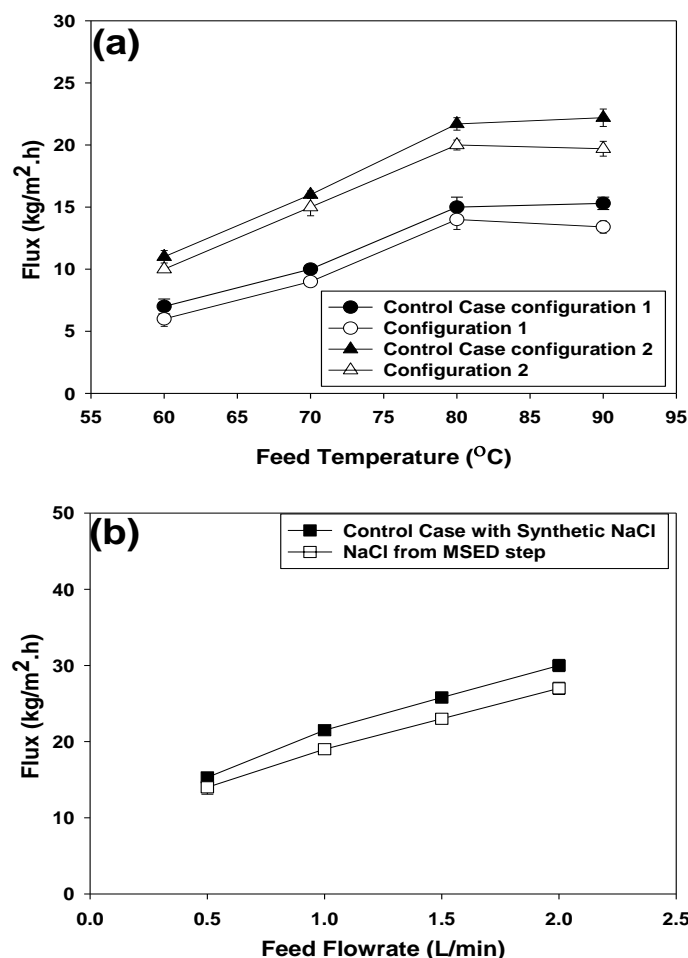 (a)
30
25
20
15
10
5
0
Flux (kg/m².h)
Control Case configuration 1
Configuration 1
Control Case configuration 2
Configuration 2
55 60 65 70 75 80 85 90 95
Feed Temperature (ᴼC)
(b)
50
40
30
20
10
0
Flux (kg/m².h)
Control Case with Synthetic NaCl
NaCl from MSED step
0.0 0.5 1.0 1.5 2.0 2.5
Feed Flowrate (L/min)